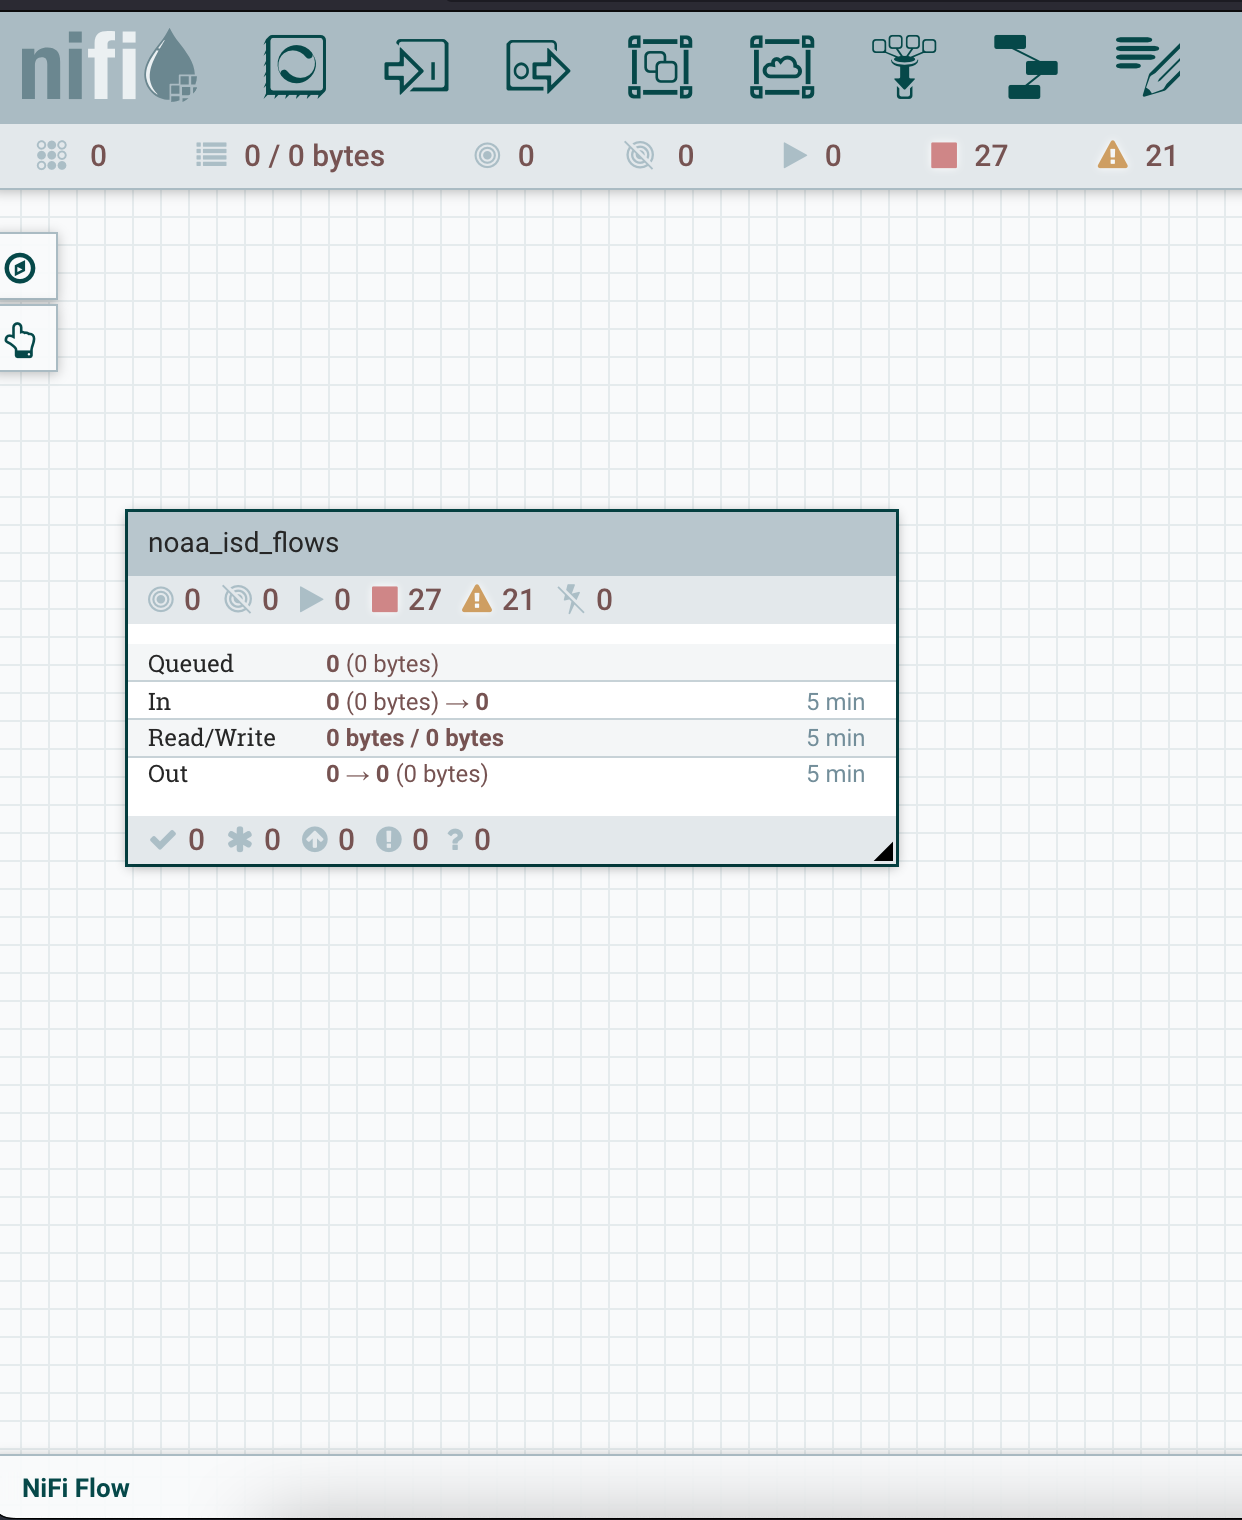 nifi
0 0 / 0 bytes 0 0 0 27 21
noaa_isd_flows
0 0 0 27 21 0
Queued 0 (0 bytes)
In 0 (0 bytes) → 0 5 min
Read/Write 0 bytes / 0 bytes 5 min
Out 0 → 0 (0 bytes) 5 min
0 0 0 0 ? 0
NiFi Flow